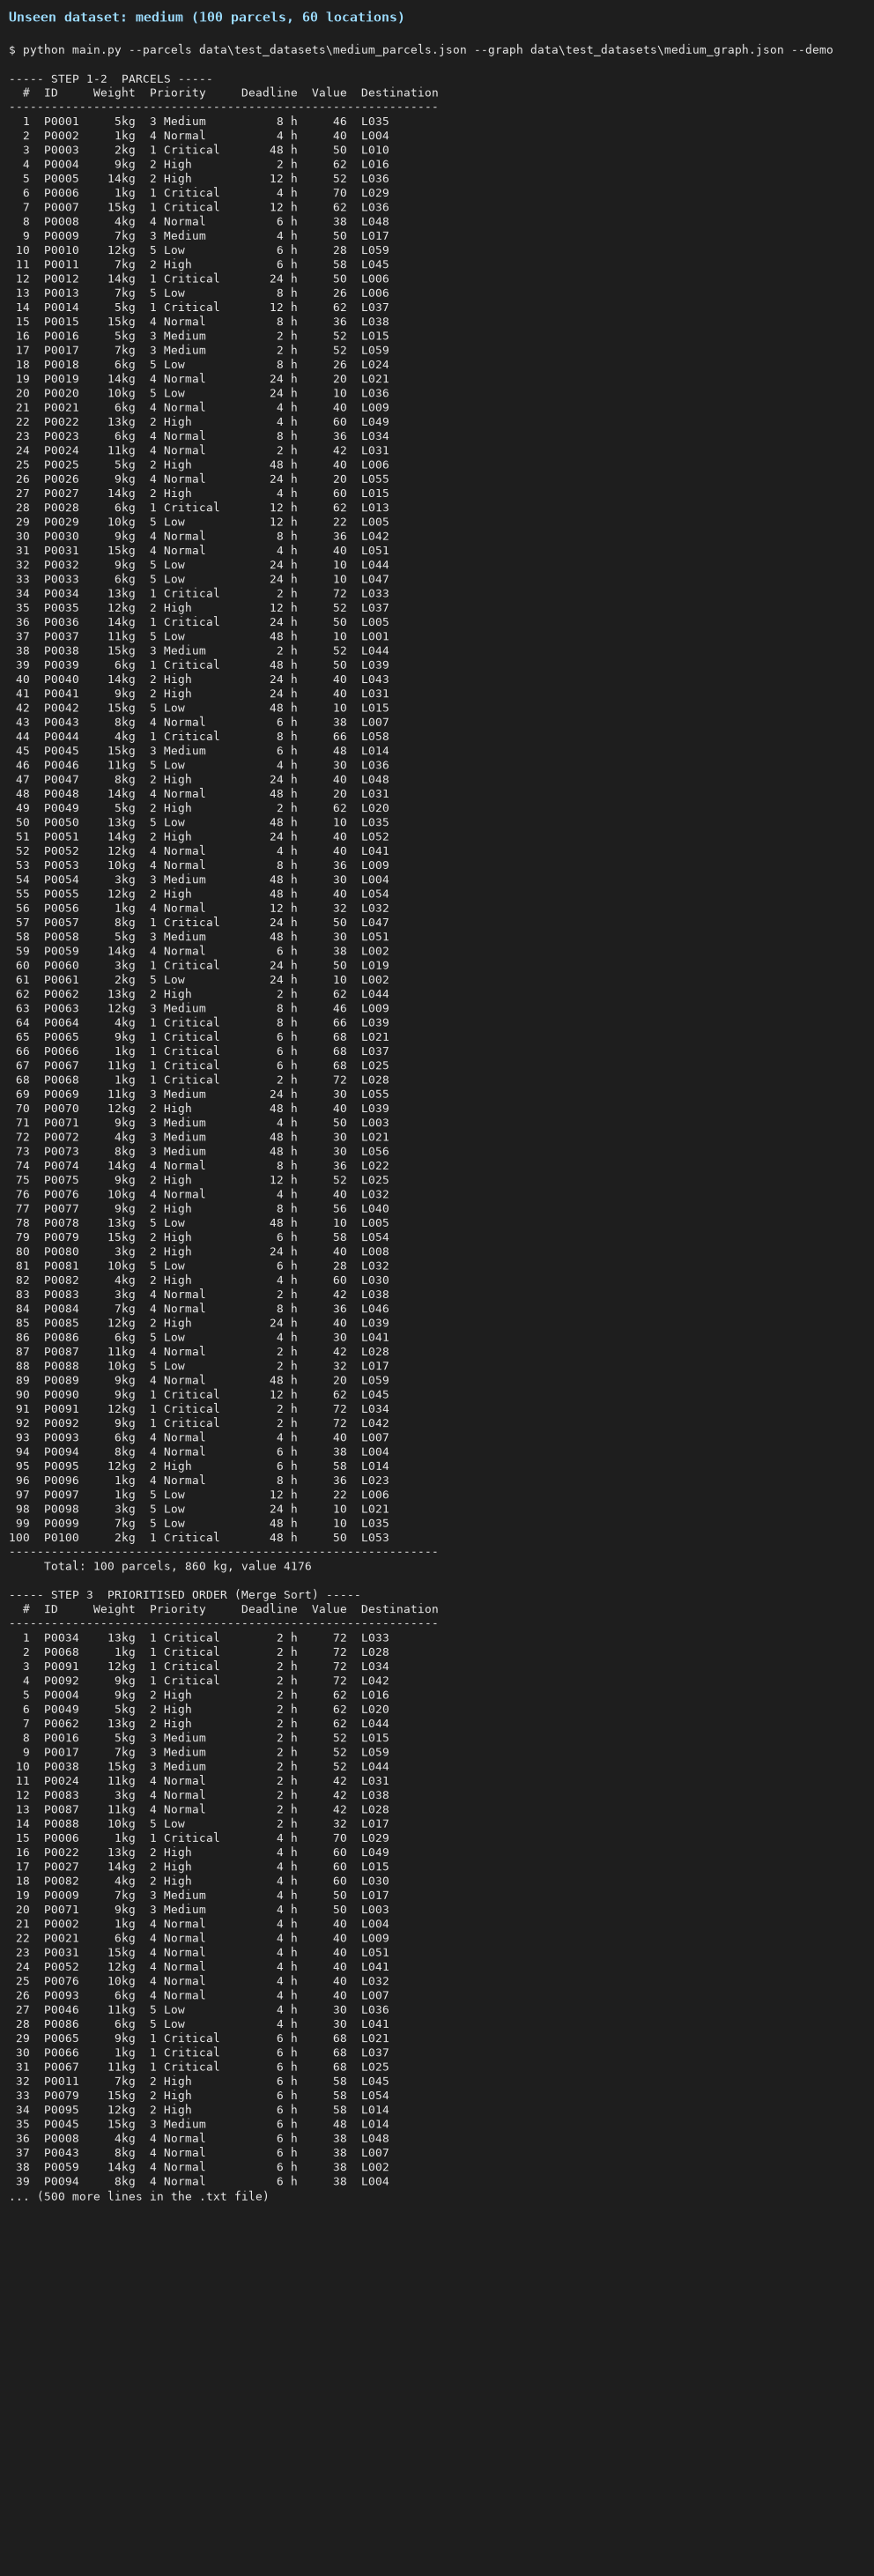 Unseen dataset: medium (100 parcels, 60 locations)
$ python main.py --parcels data\test_datasets\medium_parcels.json --graph data\test_datasets\medium_graph.json --demo
----- STEP 1-2  PARCELS -----
  #  ID     Weight  Priority     Deadline  Value  Destination
-------------------------------------------------------------
  1  P0001     5kg  3 Medium          8 h     46  L035
  2  P0002     1kg  4 Normal          4 h     40  L004
  3  P0003     2kg  1 Critical       48 h     50  L010
  4  P0004     9kg  2 High            2 h     62  L016
  5  P0005    14kg  2 High           12 h     52  L036
  6  P0006     1kg  1 Critical        4 h     70  L029
  7  P0007    15kg  1 Critical       12 h     62  L036
  8  P0008     4kg  4 Normal          6 h     38  L048
  9  P0009     7kg  3 Medium          4 h     50  L017
 10  P0010    12kg  5 Low             6 h     28  L059
 11  P0011     7kg  2 High            6 h     58  L045
 12  P0012    14kg  1 Critical       24 h     50  L006
 13  P0013     7kg  5 Low             8 h     26  L006
 14  P0014     5kg  1 Critical       12 h     62  L037
 15  P0015    15kg  4 Normal          8 h     36  L038
 16  P0016     5kg  3 Medium          2 h     52  L015
 17  P0017     7kg  3 Medium          2 h     52  L059
 18  P0018     6kg  5 Low             8 h     26  L024
 19  P0019    14kg  4 Normal         24 h     20  L021
 20  P0020    10kg  5 Low            24 h     10  L036
 21  P0021     6kg  4 Normal          4 h     40  L009
 22  P0022    13kg  2 High            4 h     60  L049
 23  P0023     6kg  4 Normal          8 h     36  L034
 24  P0024    11kg  4 Normal          2 h     42  L031
 25  P0025     5kg  2 High           48 h     40  L006
 26  P0026     9kg  4 Normal         24 h     20  L055
 27  P0027    14kg  2 High            4 h     60  L015
 28  P0028     6kg  1 Critical       12 h     62  L013
 29  P0029    10kg  5 Low            12 h     22  L005
 30  P0030     9kg  4 Normal          8 h     36  L042
 31  P0031    15kg  4 Normal          4 h     40  L051
 32  P0032     9kg  5 Low            24 h     10  L044
 33  P0033     6kg  5 Low            24 h     10  L047
 34  P0034    13kg  1 Critical        2 h     72  L033
 35  P0035    12kg  2 High           12 h     52  L037
 36  P0036    14kg  1 Critical       24 h     50  L005
 37  P0037    11kg  5 Low            48 h     10  L001
 38  P0038    15kg  3 Medium          2 h     52  L044
 39  P0039     6kg  1 Critical       48 h     50  L039
 40  P0040    14kg  2 High           24 h     40  L043
 41  P0041     9kg  2 High           24 h     40  L031
 42  P0042    15kg  5 Low            48 h     10  L015
 43  P0043     8kg  4 Normal          6 h     38  L007
 44  P0044     4kg  1 Critical        8 h     66  L058
 45  P0045    15kg  3 Medium          6 h     48  L014
 46  P0046    11kg  5 Low             4 h     30  L036
 47  P0047     8kg  2 High           24 h     40  L048
 48  P0048    14kg  4 Normal         48 h     20  L031
 49  P0049     5kg  2 High            2 h     62  L020
 50  P0050    13kg  5 Low            48 h     10  L035
 51  P0051    14kg  2 High           24 h     40  L052
 52  P0052    12kg  4 Normal          4 h     40  L041
 53  P0053    10kg  4 Normal          8 h     36  L009
 54  P0054     3kg  3 Medium         48 h     30  L004
 55  P0055    12kg  2 High           48 h     40  L054
 56  P0056     1kg  4 Normal         12 h     32  L032
 57  P0057     8kg  1 Critical       24 h     50  L047
 58  P0058     5kg  3 Medium         48 h     30  L051
 59  P0059    14kg  4 Normal          6 h     38  L002
 60  P0060     3kg  1 Critical       24 h     50  L019
 61  P0061     2kg  5 Low            24 h     10  L002
 62  P0062    13kg  2 High            2 h     62  L044
 63  P0063    12kg  3 Medium          8 h     46  L009
 64  P0064     4kg  1 Critical        8 h     66  L039
 65  P0065     9kg  1 Critical        6 h     68  L021
 66  P0066     1kg  1 Critical        6 h     68  L037
 67  P0067    11kg  1 Critical        6 h     68  L025
 68  P0068     1kg  1 Critical        2 h     72  L028
 69  P0069    11kg  3 Medium         24 h     30  L055
 70  P0070    12kg  2 High           48 h     40  L039
 71  P0071     9kg  3 Medium          4 h     50  L003
 72  P0072     4kg  3 Medium         48 h     30  L021
 73  P0073     8kg  3 Medium         48 h     30  L056
 74  P0074    14kg  4 Normal          8 h     36  L022
 75  P0075     9kg  2 High           12 h     52  L025
 76  P0076    10kg  4 Normal          4 h     40  L032
 77  P0077     9kg  2 High            8 h     56  L040
 78  P0078    13kg  5 Low            48 h     10  L005
 79  P0079    15kg  2 High            6 h     58  L054
 80  P0080     3kg  2 High           24 h     40  L008
 81  P0081    10kg  5 Low             6 h     28  L032
 82  P0082     4kg  2 High            4 h     60  L030
 83  P0083     3kg  4 Normal          2 h     42  L038
 84  P0084     7kg  4 Normal          8 h     36  L046
 85  P0085    12kg  2 High           24 h     40  L039
 86  P0086     6kg  5 Low             4 h     30  L041
 87  P0087    11kg  4 Normal          2 h     42  L028
 88  P0088    10kg  5 Low             2 h     32  L017
 89  P0089     9kg  4 Normal         48 h     20  L059
 90  P0090     9kg  1 Critical       12 h     62  L045
 91  P0091    12kg  1 Critical        2 h     72  L034
 92  P0092     9kg  1 Critical        2 h     72  L042
 93  P0093     6kg  4 Normal          4 h     40  L007
 94  P0094     8kg  4 Normal          6 h     38  L004
 95  P0095    12kg  2 High            6 h     58  L014
 96  P0096     1kg  4 Normal          8 h     36  L023
 97  P0097     1kg  5 Low            12 h     22  L006
 98  P0098     3kg  5 Low            24 h     10  L021
 99  P0099     7kg  5 Low            48 h     10  L035
100  P0100     2kg  1 Critical       48 h     50  L053
-------------------------------------------------------------
     Total: 100 parcels, 860 kg, value 4176
----- STEP 3  PRIORITISED ORDER (Merge Sort) -----
  #  ID     Weight  Priority     Deadline  Value  Destination
-------------------------------------------------------------
  1  P0034    13kg  1 Critical        2 h     72  L033
  2  P0068     1kg  1 Critical        2 h     72  L028
  3  P0091    12kg  1 Critical        2 h     72  L034
  4  P0092     9kg  1 Critical        2 h     72  L042
  5  P0004     9kg  2 High            2 h     62  L016
  6  P0049     5kg  2 High            2 h     62  L020
  7  P0062    13kg  2 High            2 h     62  L044
  8  P0016     5kg  3 Medium          2 h     52  L015
  9  P0017     7kg  3 Medium          2 h     52  L059
 10  P0038    15kg  3 Medium          2 h     52  L044
 11  P0024    11kg  4 Normal          2 h     42  L031
 12  P0083     3kg  4 Normal          2 h     42  L038
 13  P0087    11kg  4 Normal          2 h     42  L028
 14  P0088    10kg  5 Low             2 h     32  L017
 15  P0006     1kg  1 Critical        4 h     70  L029
 16  P0022    13kg  2 High            4 h     60  L049
 17  P0027    14kg  2 High            4 h     60  L015
 18  P0082     4kg  2 High            4 h     60  L030
 19  P0009     7kg  3 Medium          4 h     50  L017
 20  P0071     9kg  3 Medium          4 h     50  L003
 21  P0002     1kg  4 Normal          4 h     40  L004
 22  P0021     6kg  4 Normal          4 h     40  L009
 23  P0031    15kg  4 Normal          4 h     40  L051
 24  P0052    12kg  4 Normal          4 h     40  L041
 25  P0076    10kg  4 Normal          4 h     40  L032
 26  P0093     6kg  4 Normal          4 h     40  L007
 27  P0046    11kg  5 Low             4 h     30  L036
 28  P0086     6kg  5 Low             4 h     30  L041
 29  P0065     9kg  1 Critical        6 h     68  L021
 30  P0066     1kg  1 Critical        6 h     68  L037
 31  P0067    11kg  1 Critical        6 h     68  L025
 32  P0011     7kg  2 High            6 h     58  L045
 33  P0079    15kg  2 High            6 h     58  L054
 34  P0095    12kg  2 High            6 h     58  L014
 35  P0045    15kg  3 Medium          6 h     48  L014
 36  P0008     4kg  4 Normal          6 h     38  L048
 37  P0043     8kg  4 Normal          6 h     38  L007
 38  P0059    14kg  4 Normal          6 h     38  L002
 39  P0094     8kg  4 Normal          6 h     38  L004
... (500 more lines in the .txt file)